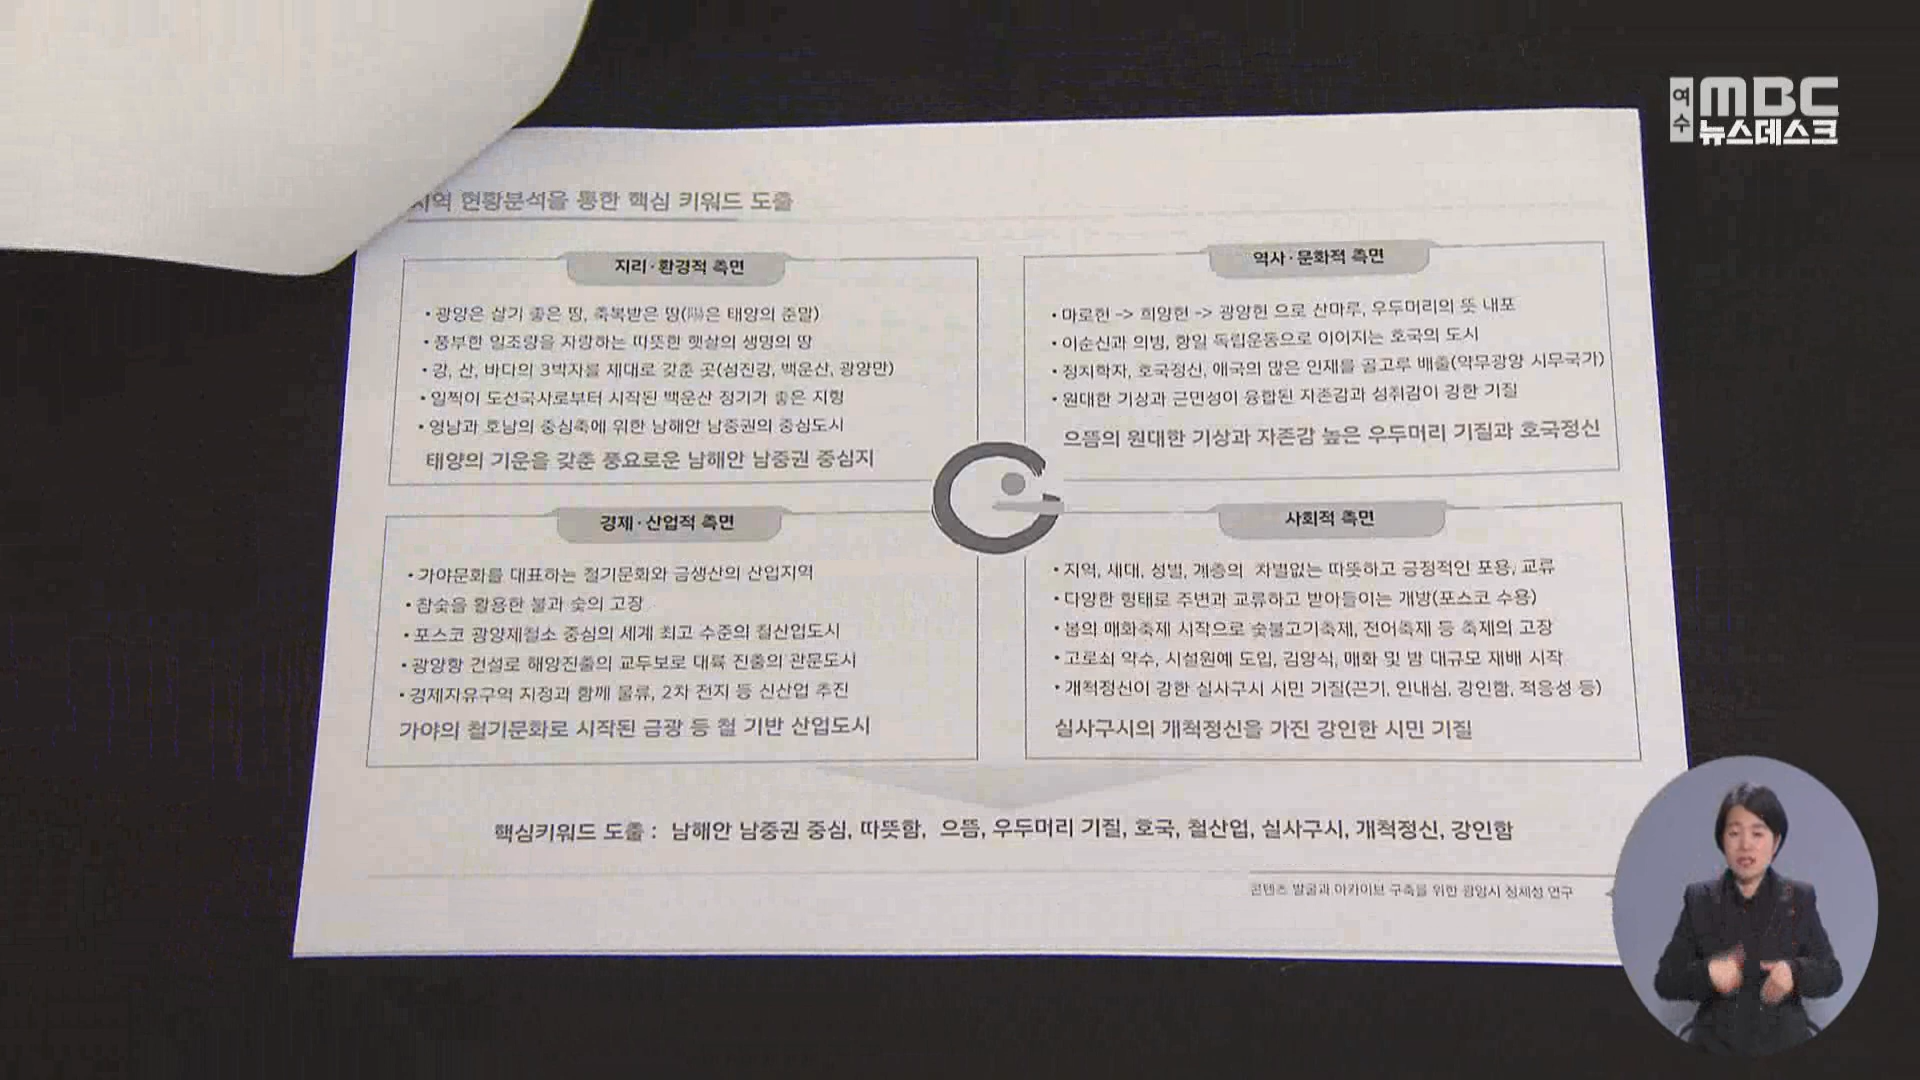 여수
MBC
뉴스데스크
지역 현황분석을 통한 핵심 키워드 도출
지리·환경적 측면
• 광양은 살기 좋은 땅, 축복받은 땅(陽은 태양의 준말)
• 풍부한 일조량을 자랑하는 따뜻한 햇살의 생명의 땅
• 강, 산, 바다의 3박자를 제대로 갖춘 곳(섬진강, 백운산, 광양만)
• 일찍이 도선국사로부터 시작된 백운산 정기가 좋은 지형
• 영남과 호남의 중심축에 위한 남해안 남중권의 중심도시
태양의 기운을 갖춘 풍요로운 남해안 남중권 중심지
역사·문화적 측면
• 마로현 -> 희양현 -> 광양현 으로 산마루, 우두머리의 뜻 내포
• 이순신과 의병, 항일 독립운동으로 이어지는 호국의 도시
• 정치학자, 호국정신, 애국의 많은 인재를 골고루 배출(약무광양 시무국가)
• 원대한 기상과 근면성이 융합된 자존감과 성취감이 강한 기질
으뜸의 원대한 기상과 자존감 높은 우두머리 기질과 호국정신
경제·산업적 측면
• 가야문화를 대표하는 철기문화와 금생산의 산업지역
• 참숯을 활용한 불과 숯의 고장
• 포스코 광양제철소 중심의 세계 최고 수준의 철산업도시
• 광양항 건설로 해양진출의 교두보로 대륙 진출의 관문도시
• 경제자유구역 지정과 함께 물류, 2차 전지 등 신산업 추진
가야의 철기문화로 시작된 금광 등 철 기반 산업도시
사회적 측면
• 지역, 세대, 성별, 계층의 차별없는 따뜻하고 긍정적인 포용, 교류
• 다양한 형태로 주변과 교류하고 받아들이는 개방(포스코 수용)
• 봄의 매화축제 시작으로 숯불고기축제, 전어축제 등 축제의 고장
• 고로쇠 약수, 시설원예 도입, 김양식, 매화 및 밤 대규모 재배 시작
• 개척정신이 강한 실사구시 시민 기질(끈기, 인내심, 강인함, 적응성 등)
실사구시의 개척정신을 가진 강인한 시민 기질
핵심키워드 도출 : 남해안 남중권 중심, 따뜻함, 으뜸, 우두머리 기질, 호국, 철산업, 실사구시, 개척정신, 강인함
콘텐츠 발굴과 아카이브 구축을 위한 광양시 정체성 연구